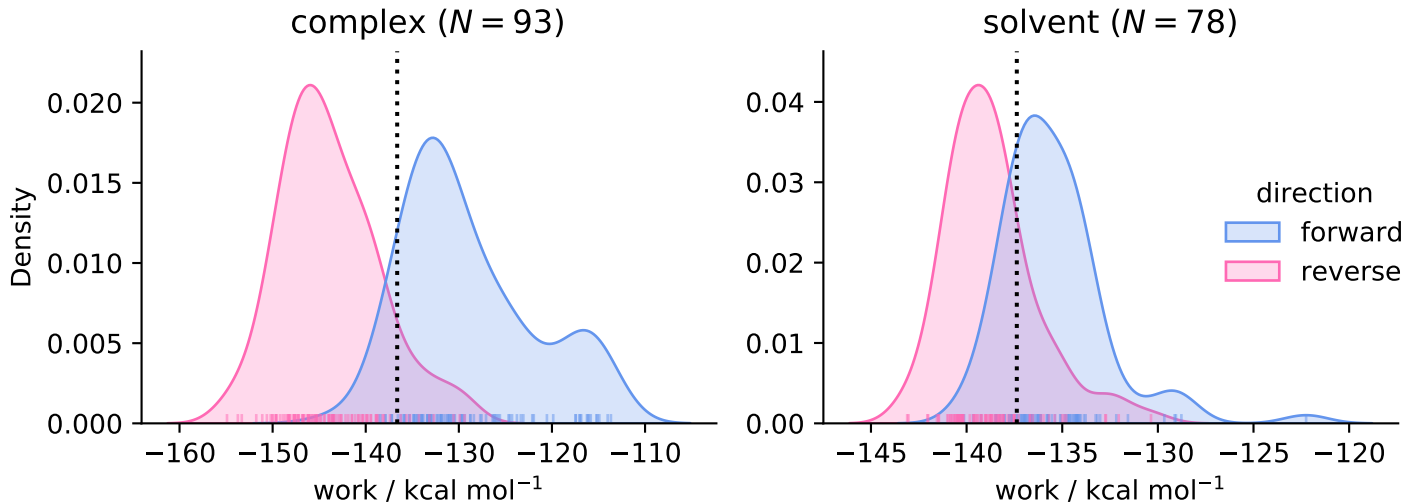 complex (N = 93)
Density
0.020
0.015
0.010
0.005
0.000
−160 −150 −140 −130 −120 −110
work / kcal mol⁻¹
solvent (N = 78)
0.04
0.03
0.02
0.01
0.00
−145 −140 −135 −130 −125 −120
work / kcal mol⁻¹
direction
forward
reverse